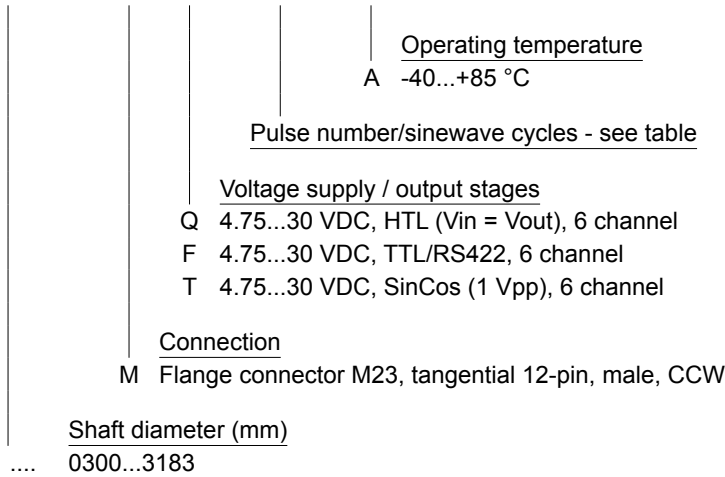 Operating temperature
A -40...+85 °C
Pulse number/sinewave cycles - see table
Voltage supply / output stages
Q 4.75...30 VDC, HTL (Vin = Vout), 6 channel
F 4.75...30 VDC, TTL/RS422, 6 channel
T 4.75...30 VDC, SinCos (1 Vpp), 6 channel
Connection
M Flange connector M23, tangential 12-pin, male, CCW
Shaft diameter (mm)
.... 0300...3183